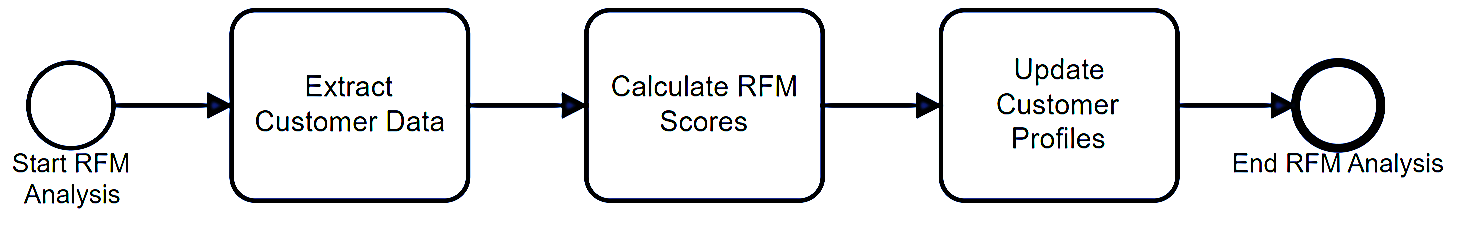 Start RFM
Analysis
Extract
Customer Data
Calculate RFM
Scores
Update
Customer
Profiles
End RFM Analysis